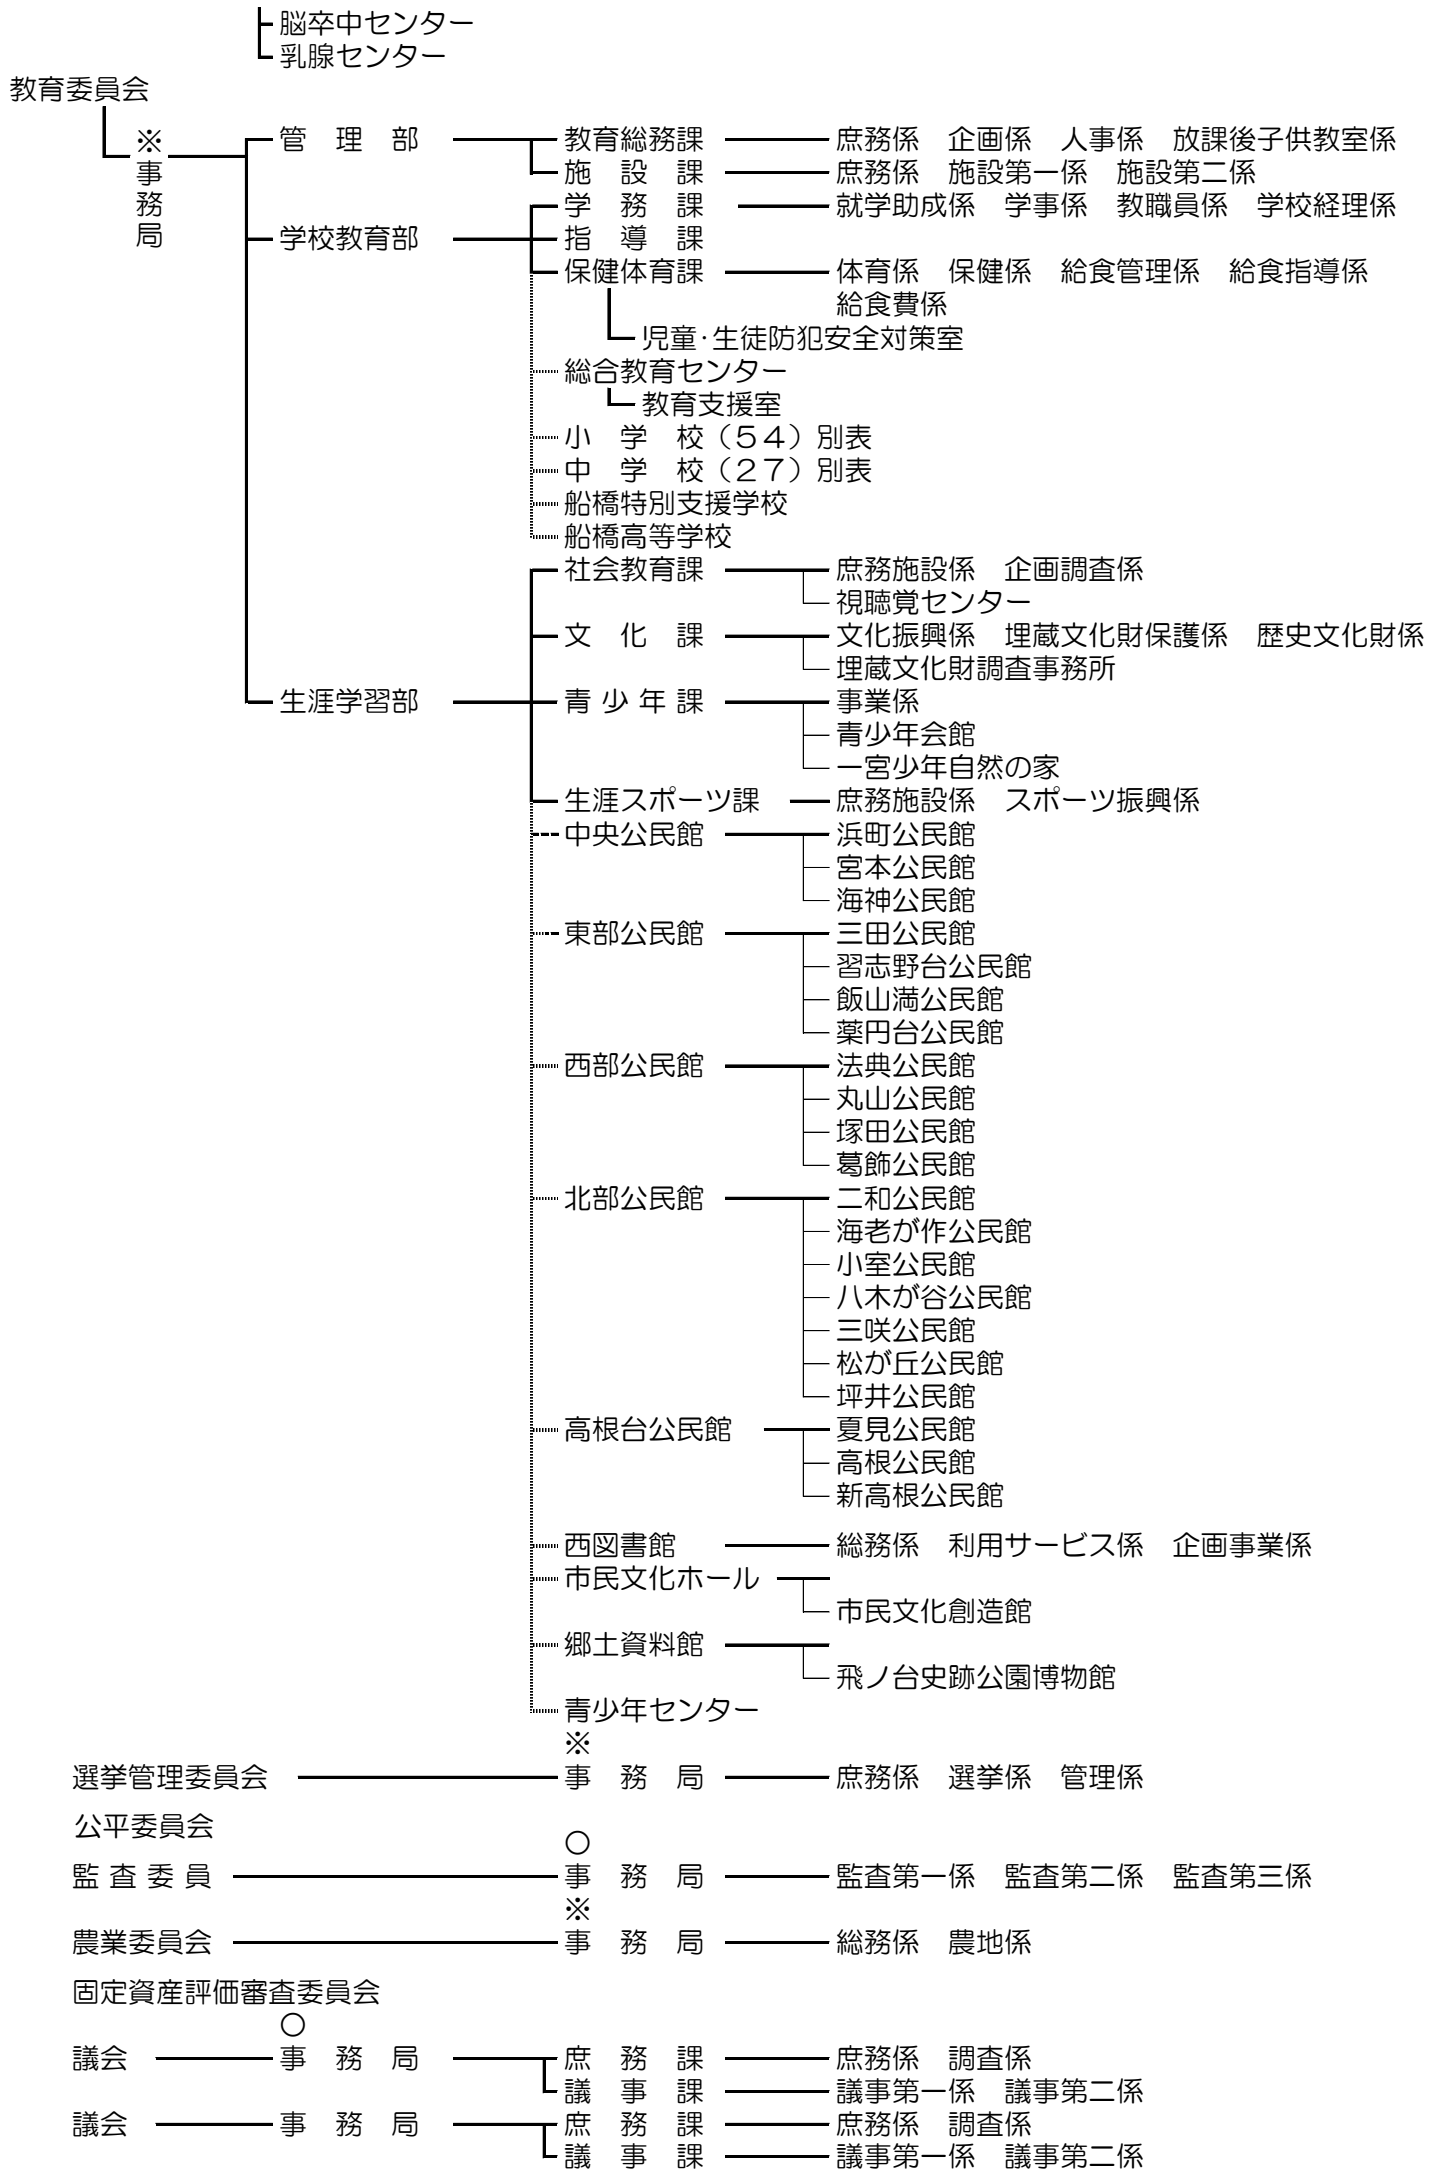 脳卒中センター
乳腺センター
教育委員会
※事務局
管　理　部　教育総務課　庶務係　企画係　人事係　放課後子供教室係
施　設　課　庶務係　施設第一係　施設第二係
学　務　課　就学助成係　学事係　教職員係　学校経理係
学校教育部　指　導　課
保健体育課　体育係　保健係　給食管理係　給食指導係
給食費係
児童･生徒防犯安全対策室
総合教育センター
教育支援室
小　学　校（５４）別表
中　学　校（２７）別表
船橋特別支援学校
船橋高等学校
社会教育課　庶務施設係　企画調査係
視聴覚センター
文　化　課　文化振興係　埋蔵文化財保護係　歴史文化財係
埋蔵文化財調査事務所
生涯学習部　青 少 年 課　事業係
青少年会館
一宮少年自然の家
生涯スポーツ課　庶務施設係　スポーツ振興係
中央公民館　浜町公民館
宮本公民館
海神公民館
東部公民館　三田公民館
習志野台公民館
飯山満公民館
薬円台公民館
西部公民館　法典公民館
丸山公民館
塚田公民館
葛飾公民館
北部公民館　二和公民館
海老が作公民館
小室公民館
八木が谷公民館
三咲公民館
松が丘公民館
坪井公民館
高根台公民館　夏見公民館
高根公民館
新高根公民館
西図書館　総務係　利用サービス係　企画事業係
市民文化ホール
市民文化創造館
郷土資料館
飛ノ台史跡公園博物館
青少年センター
※
選挙管理委員会　事　務　局　庶務係　選挙係　管理係
公平委員会
○
監 査 委 員　事　務　局　監査第一係　監査第二係　監査第三係
※
農業委員会　事　務　局　総務係　農地係
固定資産評価審査委員会
○
議会　事　務　局　庶　務　課　庶務係　調査係
議　事　課　議事第一係　議事第二係
議会　事　務　局　庶　務　課　庶務係　調査係
議　事　課　議事第一係　議事第二係